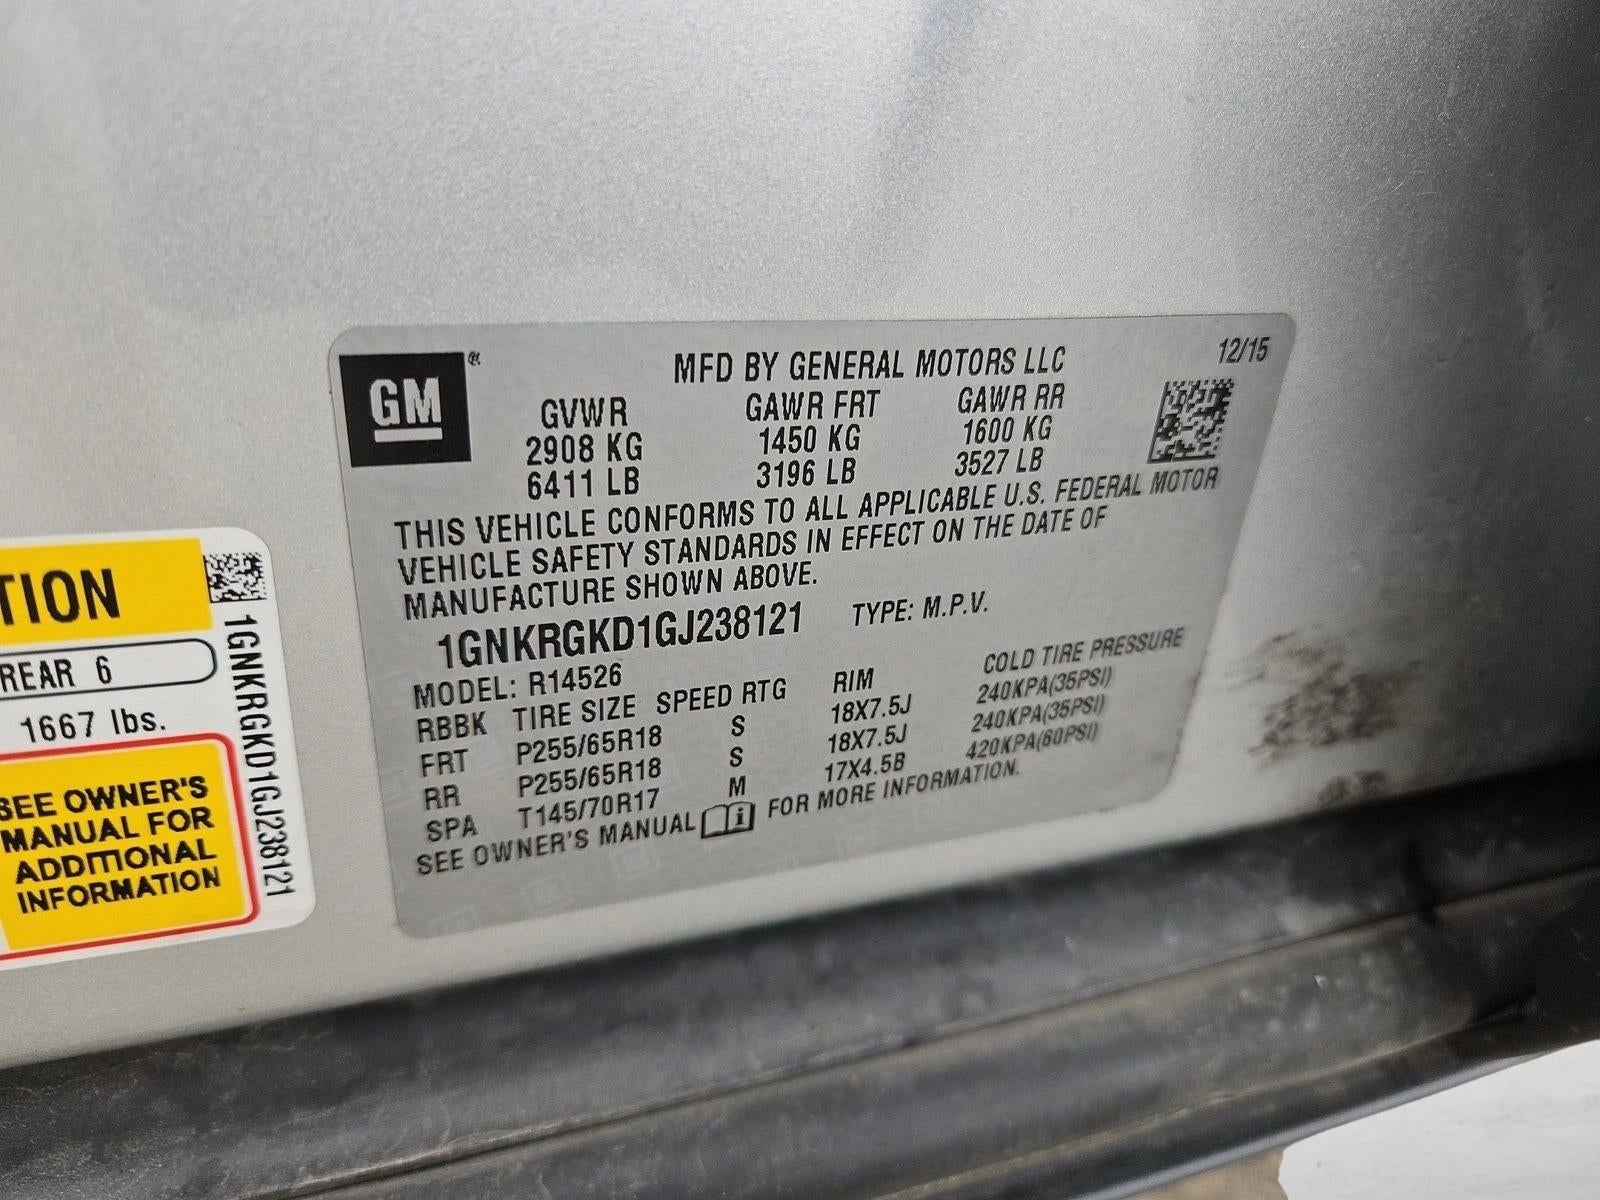 GM
®
MFD BY GENERAL MOTORS LLC
12/15
GVWR GAWR FRT GAWR RR
2908 KG 1450 KG 1600 KG
6411 LB 3196 LB 3527 LB
THIS VEHICLE CONFORMS TO ALL APPLICABLE U.S. FEDERAL MOTOR
VEHICLE SAFETY STANDARDS IN EFFECT ON THE DATE OF
MANUFACTURE SHOWN ABOVE.
1GNKRGKD1GJ238121 TYPE: M.P.V.
MODEL: R14526
RBBK TIRE SIZE SPEED RTG RIM COLD TIRE PRESSURE
FRT P255/65R18 S 18X7.5J 240KPA(35PSI)
RR P255/65R18 S 18X7.5J 240KPA(35PSI)
SPA T145/70R17 M 17X4.5B 420KPA(60PSI)
SEE OWNER'S MANUAL i FOR MORE INFORMATION.
TION
REAR 6
1667 lbs.
SEE OWNER'S
MANUAL FOR
ADDITIONAL
INFORMATION
1GNKRGKD1GJ238121